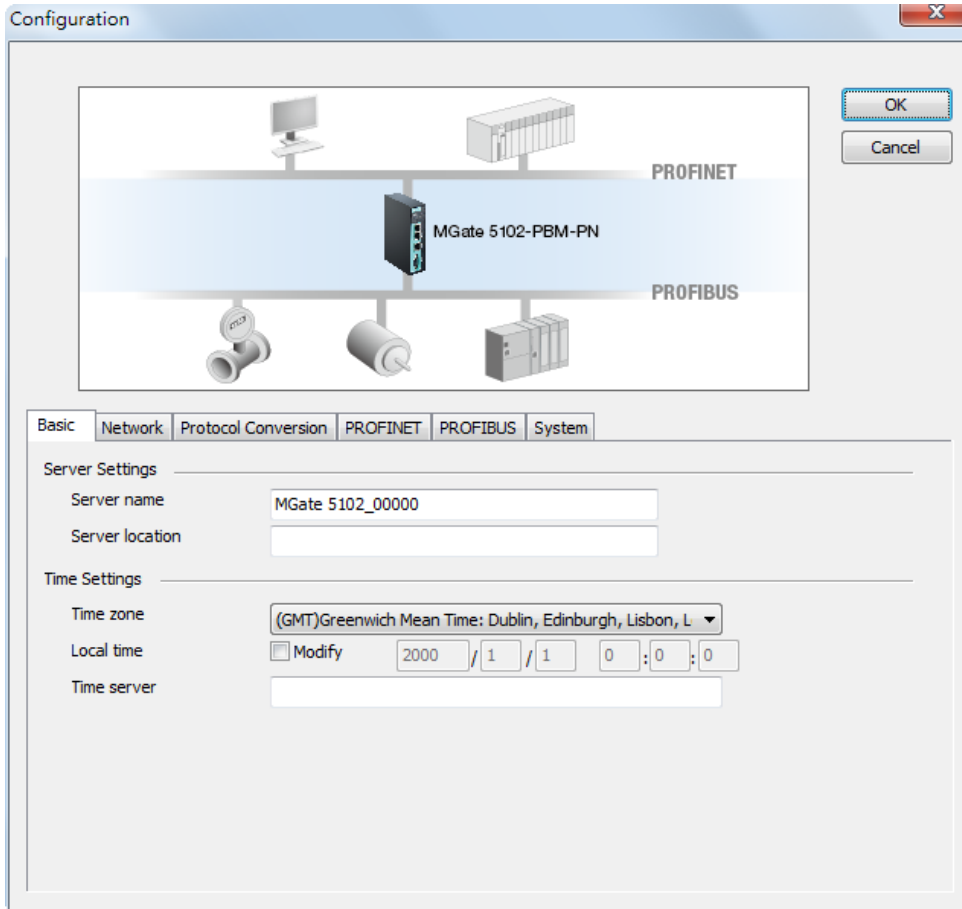 Configuration
OK
Cancel
PROFINET
MGate 5102-PBM-PN
PROFIBUS
Basic Network Protocol Conversion PROFINET PROFIBUS System
Server Settings
Server name MGate 5102_00000
Server location
Time Settings
Time zone (GMT)Greenwich Mean Time: Dublin, Edinburgh, Lisbon, L
Local time Modify 2000 / 1 / 1 0 : 0 : 0
Time server